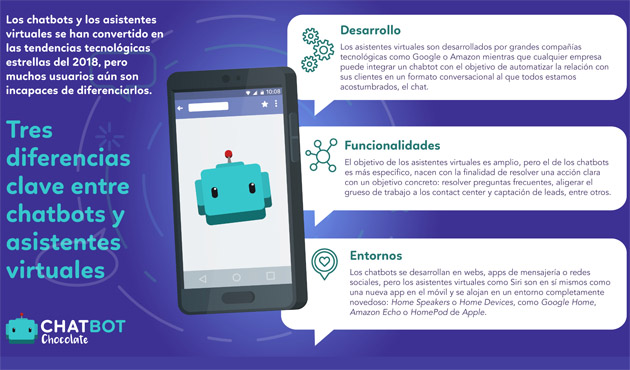 Los chatbots y los asistentes
virtuales se han convertido en
las tendencias tecnológicas
estrellas del 2018, pero
muchos usuarios aún son
incapaces de diferenciarlos.
Tres
diferencias
clave entre
chatbots y
asistentes
virtuales
CHATBOT
Chocolate
10:08
Desarrollo
Los asistentes virtuales son desarrollados por grandes compañías
tecnológicas como Google o Amazon mientras que cualquier empresa
puede integrar un chatbot con el objetivo de automatizar la relación con
sus clientes en un formato conversacional al que todos estamos
acostumbrados, el chat.
Funcionalidades
El objetivo de los asistentes virtuales es amplio, pero el de los chatbots
es más específico, nacen con la finalidad de resolver una acción clara
con un objetivo concreto: resolver preguntas frecuentes, aligerar el
grueso de trabajo a los contact center y captación de leads, entre otros.
Entornos
Los chatbots se desarrollan en webs, apps de mensajería o redes
sociales, pero los asistentes virtuales como Siri son en sí mismos como
una nueva app en el móvil y se alojan en un entorno completamente
novedoso: Home Speakers o Home Devices, como Google Home,
Amazon Echo o HomePod de Apple.